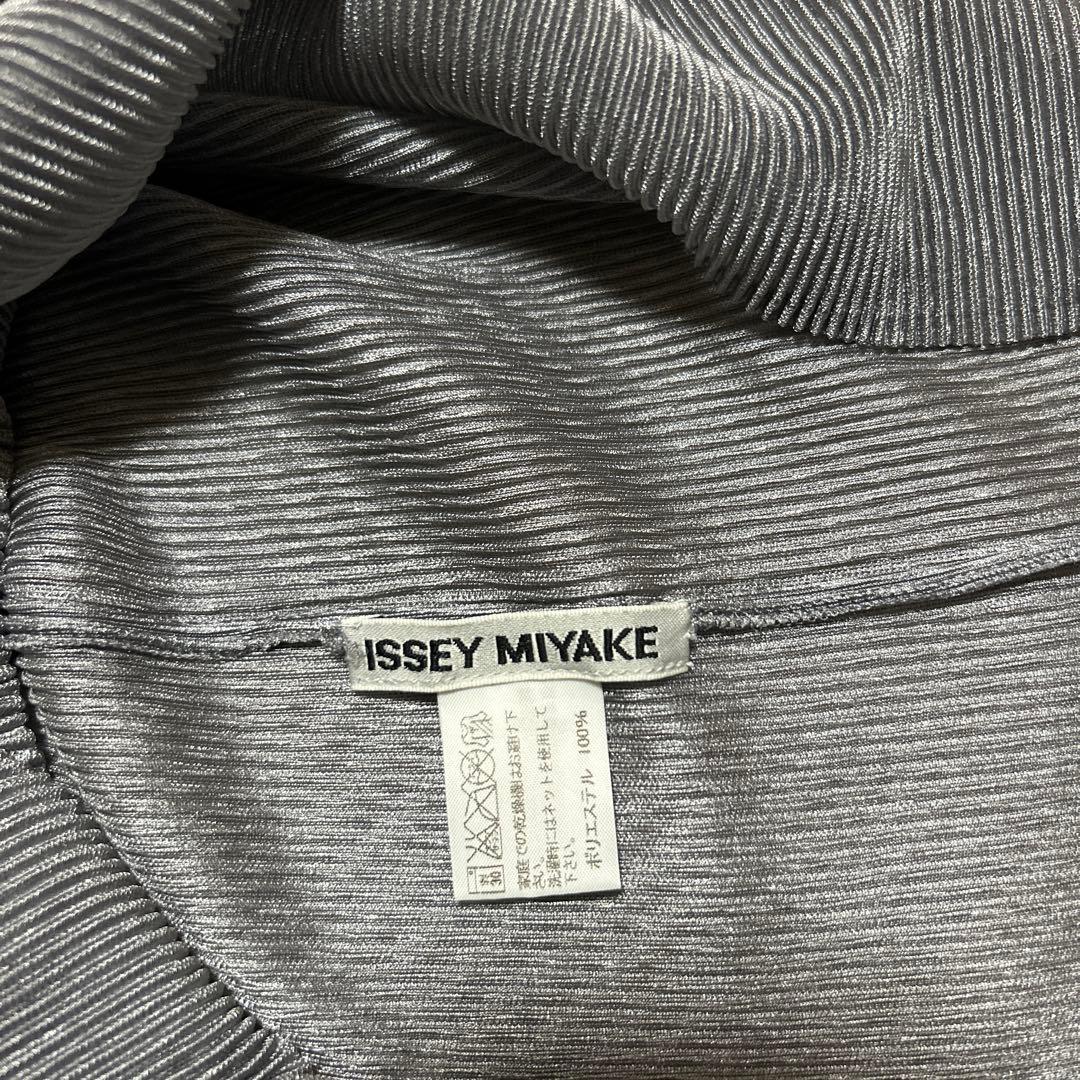 ISSEY MIYAKE
弱
30
家庭での乾燥機はお避け下
さい。
洗濯時にはネットを使用して
下さい。
ポリエステル 100%